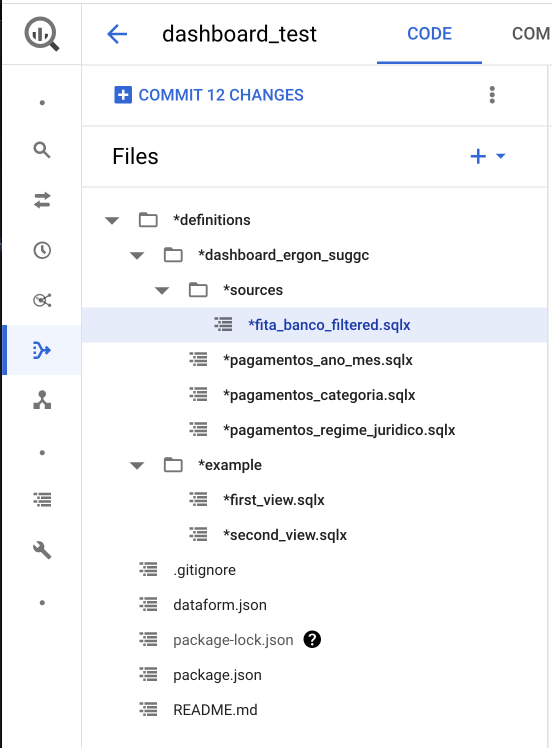 dashboard_test
CODE
COM
COMMIT 12 CHANGES
Files
*definitions
*dashboard_ergon_suggc
*sources
*fita_banco_filtered.sqlx
*pagamentos_ano_mes.sqlx
*pagamentos_categoria.sqlx
*pagamentos_regime_juridico.sqlx
*example
*first_view.sqlx
*second_view.sqlx
.gitignore
dataform.json
package-lock.json ?
package.json
README.md